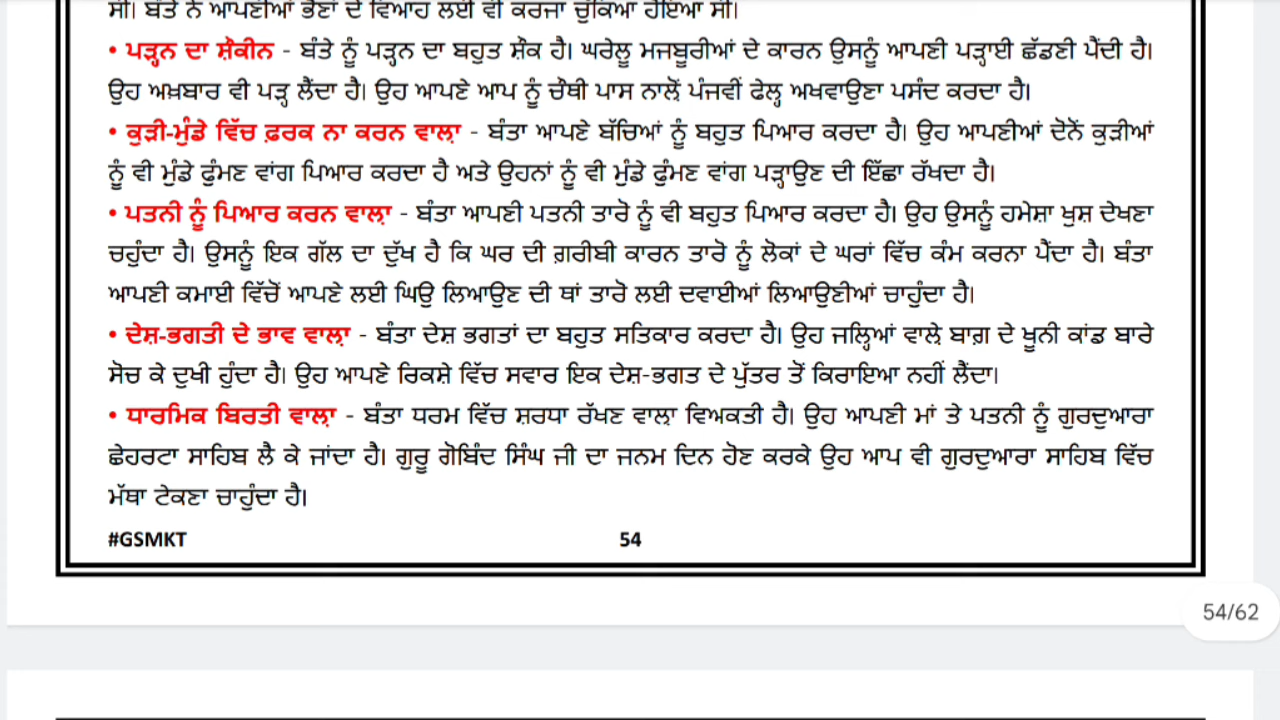 ਸੀ। ਬੰਤੇ ਨੇ ਆਪਣੀਆਂ ਭੈਣਾਂ ਦੇ ਵਿਆਹ ਲਈ ਵੀ ਕਰਜਾ ਚੁੱਕਿਆ ਹੋਇਆ ਸੀ।
• ਪੜ੍ਹਨ ਦਾ ਸ਼ੌਕੀਨ - ਬੰਤੇ ਨੂੰ ਪੜ੍ਹਨ ਦਾ ਬਹੁਤ ਸ਼ੌਕ ਹੈ। ਘਰੇਲੂ ਮਜਬੂਰੀਆਂ ਦੇ ਕਾਰਨ ਉਸਨੂੰ ਆਪਣੀ ਪੜ੍ਹਾਈ ਛੱਡਣੀ ਪੈਂਦੀ ਹੈ।
ਉਹ ਅਖ਼ਬਾਰ ਵੀ ਪੜ੍ਹ ਲੈਂਦਾ ਹੈ। ਉਹ ਆਪਣੇ ਆਪ ਨੂੰ ਚੌਥੀ ਪਾਸ ਨਾਲੋਂ ਪੰਜਵੀਂ ਫੇਲ੍ਹ ਅਖਵਾਉਣਾ ਪਸੰਦ ਕਰਦਾ ਹੈ।
• ਕੁੜੀ-ਮੁੰਡੇ ਵਿੱਚ ਫ਼ਰਕ ਨਾ ਕਰਨ ਵਾਲ਼ਾ - ਬੰਤਾ ਆਪਣੇ ਬੱਚਿਆਂ ਨੂੰ ਬਹੁਤ ਪਿਆਰ ਕਰਦਾ ਹੈ। ਉਹ ਆਪਣੀਆਂ ਦੋਨੋਂ ਕੁੜੀਆਂ
ਨੂੰ ਵੀ ਮੁੰਡੇ ਫੁੰਮਣ ਵਾਂਗ ਪਿਆਰ ਕਰਦਾ ਹੈ ਅਤੇ ਉਹਨਾਂ ਨੂੰ ਵੀ ਮੁੰਡੇ ਫੁੰਮਣ ਵਾਂਗ ਪੜ੍ਹਾਉਣ ਦੀ ਇੱਛਾ ਰੱਖਦਾ ਹੈ।
• ਪਤਨੀ ਨੂੰ ਪਿਆਰ ਕਰਨ ਵਾਲ਼ਾ - ਬੰਤਾ ਆਪਣੀ ਪਤਨੀ ਤਾਰੋ ਨੂੰ ਵੀ ਬਹੁਤ ਪਿਆਰ ਕਰਦਾ ਹੈ। ਉਹ ਉਸਨੂੰ ਹਮੇਸ਼ਾ ਖੁਸ਼ ਦੇਖਣਾ
ਚਹੁੰਦਾ ਹੈ। ਉਸਨੂੰ ਇਕ ਗੱਲ ਦਾ ਦੁੱਖ ਹੈ ਕਿ ਘਰ ਦੀ ਗ਼ਰੀਬੀ ਕਾਰਨ ਤਾਰੋ ਨੂੰ ਲੋਕਾਂ ਦੇ ਘਰਾਂ ਵਿੱਚ ਕੰਮ ਕਰਨਾ ਪੈਂਦਾ ਹੈ। ਬੰਤਾ
ਆਪਣੀ ਕਮਾਈ ਵਿੱਚੋਂ ਆਪਣੇ ਲਈ ਘਿਉ ਲਿਆਉਣ ਦੀ ਥਾਂ ਤਾਰੋ ਲਈ ਦਵਾਈਆਂ ਲਿਆਉਣੀਆਂ ਚਾਹੁੰਦਾ ਹੈ।
• ਦੇਸ਼-ਭਗਤੀ ਦੇ ਭਾਵ ਵਾਲ਼ਾ - ਬੰਤਾ ਦੇਸ਼ ਭਗਤਾਂ ਦਾ ਬਹੁਤ ਸਤਿਕਾਰ ਕਰਦਾ ਹੈ। ਉਹ ਜਲ੍ਹਿਆਂ ਵਾਲ਼ੇ ਬਾਗ਼ ਦੇ ਖੂਨੀ ਕਾਂਡ ਬਾਰੇ
ਸੋਚ ਕੇ ਦੁਖੀ ਹੁੰਦਾ ਹੈ। ਉਹ ਆਪਣੇ ਰਿਕਸ਼ੇ ਵਿੱਚ ਸਵਾਰ ਇਕ ਦੇਸ਼-ਭਗਤ ਦੇ ਪੁੱਤਰ ਤੋਂ ਕਿਰਾਇਆ ਨਹੀਂ ਲੈਂਦਾ।
• ਧਾਰਮਿਕ ਬਿਰਤੀ ਵਾਲ਼ਾ - ਬੰਤਾ ਧਰਮ ਵਿੱਚ ਸ਼ਰਧਾ ਰੱਖਣ ਵਾਲ਼ਾ ਵਿਅਕਤੀ ਹੈ। ਉਹ ਆਪਣੀ ਮਾਂ ਤੇ ਪਤਨੀ ਨੂੰ ਗੁਰਦੁਆਰਾ
ਛੇਹਰਟਾ ਸਾਹਿਬ ਲੈ ਕੇ ਜਾਂਦਾ ਹੈ। ਗੁਰੂ ਗੋਬਿੰਦ ਸਿੰਘ ਜੀ ਦਾ ਜਨਮ ਦਿਨ ਹੋਣ ਕਰਕੇ ਉਹ ਆਪ ਵੀ ਗੁਰਦੁਆਰਾ ਸਾਹਿਬ ਵਿੱਚ
ਮੱਥਾ ਟੇਕਣਾ ਚਾਹੁੰਦਾ ਹੈ।
#GSMKT 54
54/62